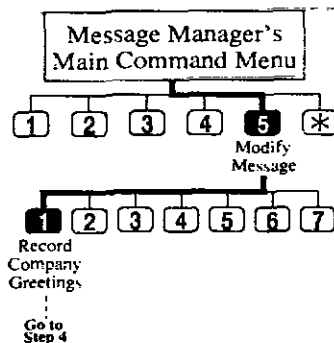 Message Manager's
Main Command Menu
1 2 3 4 5 *
Modify
Message
1 2 3 4 5 6 7
Record
Company
Greetings
Go to
Step 4